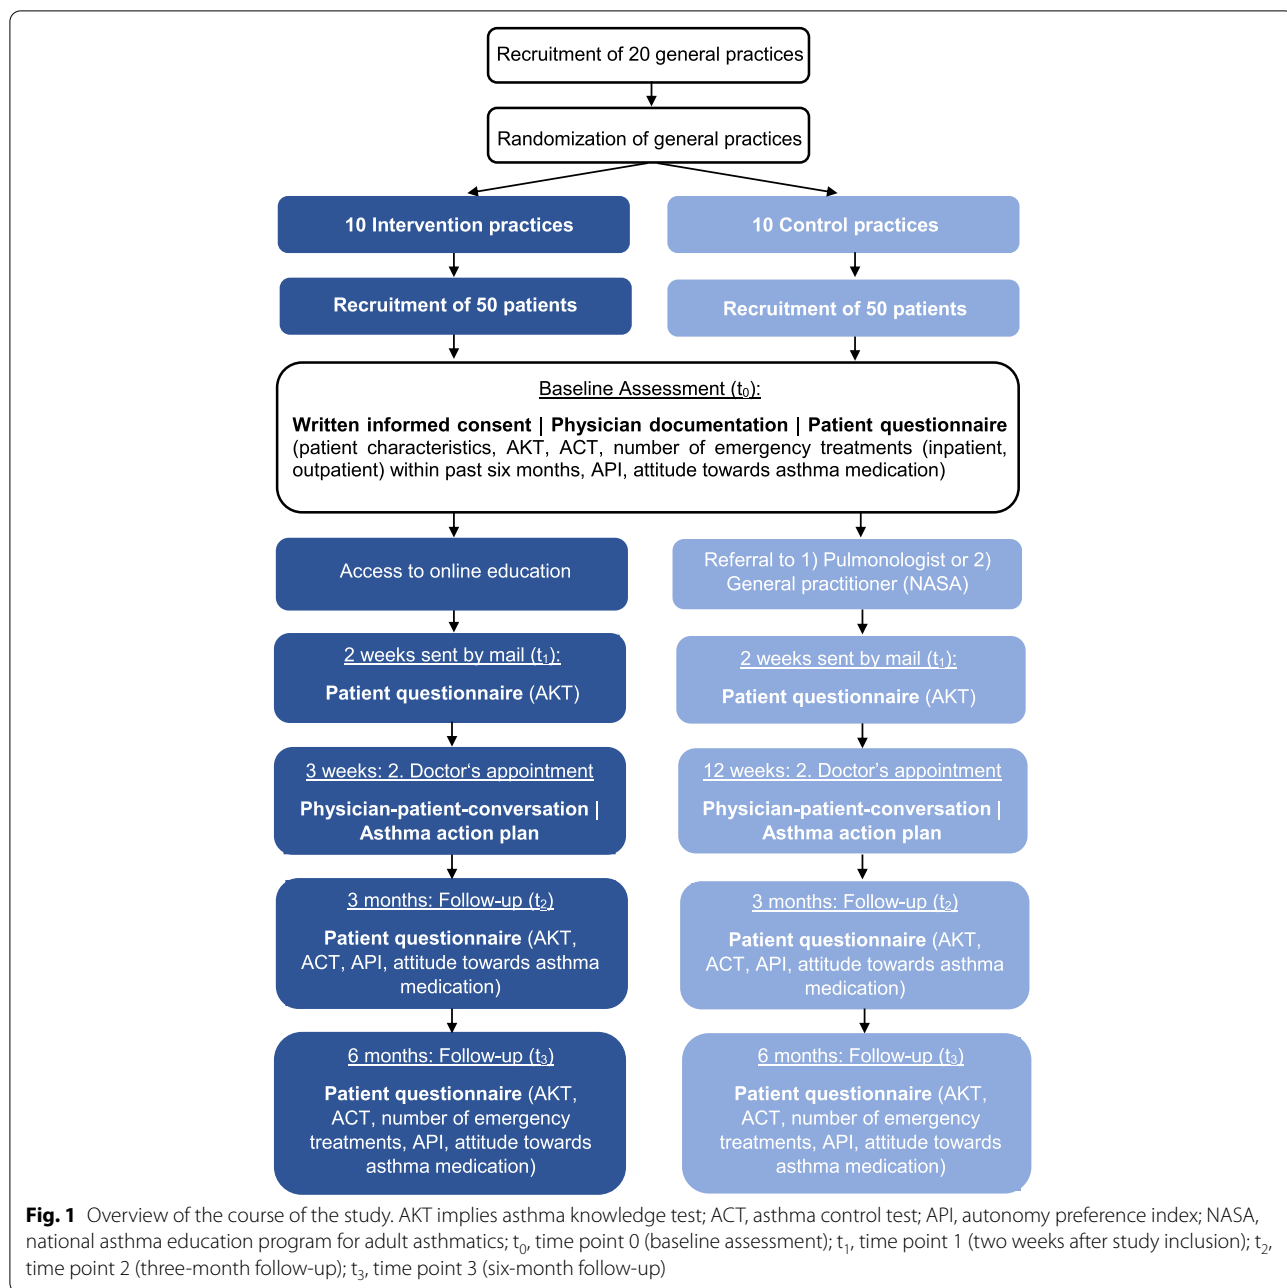 Recruitment of 20 general practices
Randomization of general practices
10 Intervention practices
10 Control practices
Recruitment of 50 patients
Recruitment of 50 patients
Baseline Assessment (t0):
Written informed consent | Physician documentation | Patient questionnaire
(patient characteristics, AKT, ACT, number of emergency treatments (inpatient,
outpatient) within past six months, API, attitude towards asthma medication)
Access to online education
Referral to 1) Pulmonologist or 2)
General practitioner (NASA)
2 weeks sent by mail (t1):
Patient questionnaire (AKT)
2 weeks sent by mail (t1):
Patient questionnaire (AKT)
3 weeks: 2. Doctor‘s appointment
Physician-patient-conversation |
Asthma action plan
12 weeks: 2. Doctor’s appointment
Physician-patient-conversation |
Asthma action plan
3 months: Follow-up (t2)
Patient questionnaire (AKT,
ACT, API, attitude towards asthma
medication)
3 months: Follow-up (t2)
Patient questionnaire (AKT,
ACT, API, attitude towards asthma
medication)
6 months: Follow-up (t3)
Patient questionnaire (AKT,
ACT, number of emergency
treatments, API, attitude towards
asthma medication)
6 months: Follow-up (t3)
Patient questionnaire (AKT,
ACT, number of emergency
treatments, API, attitude towards
asthma medication)
Fig. 1 Overview of the course of the study. AKT implies asthma knowledge test; ACT, asthma control test; API, autonomy preference index; NASA,
national asthma education program for adult asthmatics; t0, time point 0 (baseline assessment); t1, time point 1 (two weeks after study inclusion); t2,
time point 2 (three-month follow-up); t3, time point 3 (six-month follow-up)